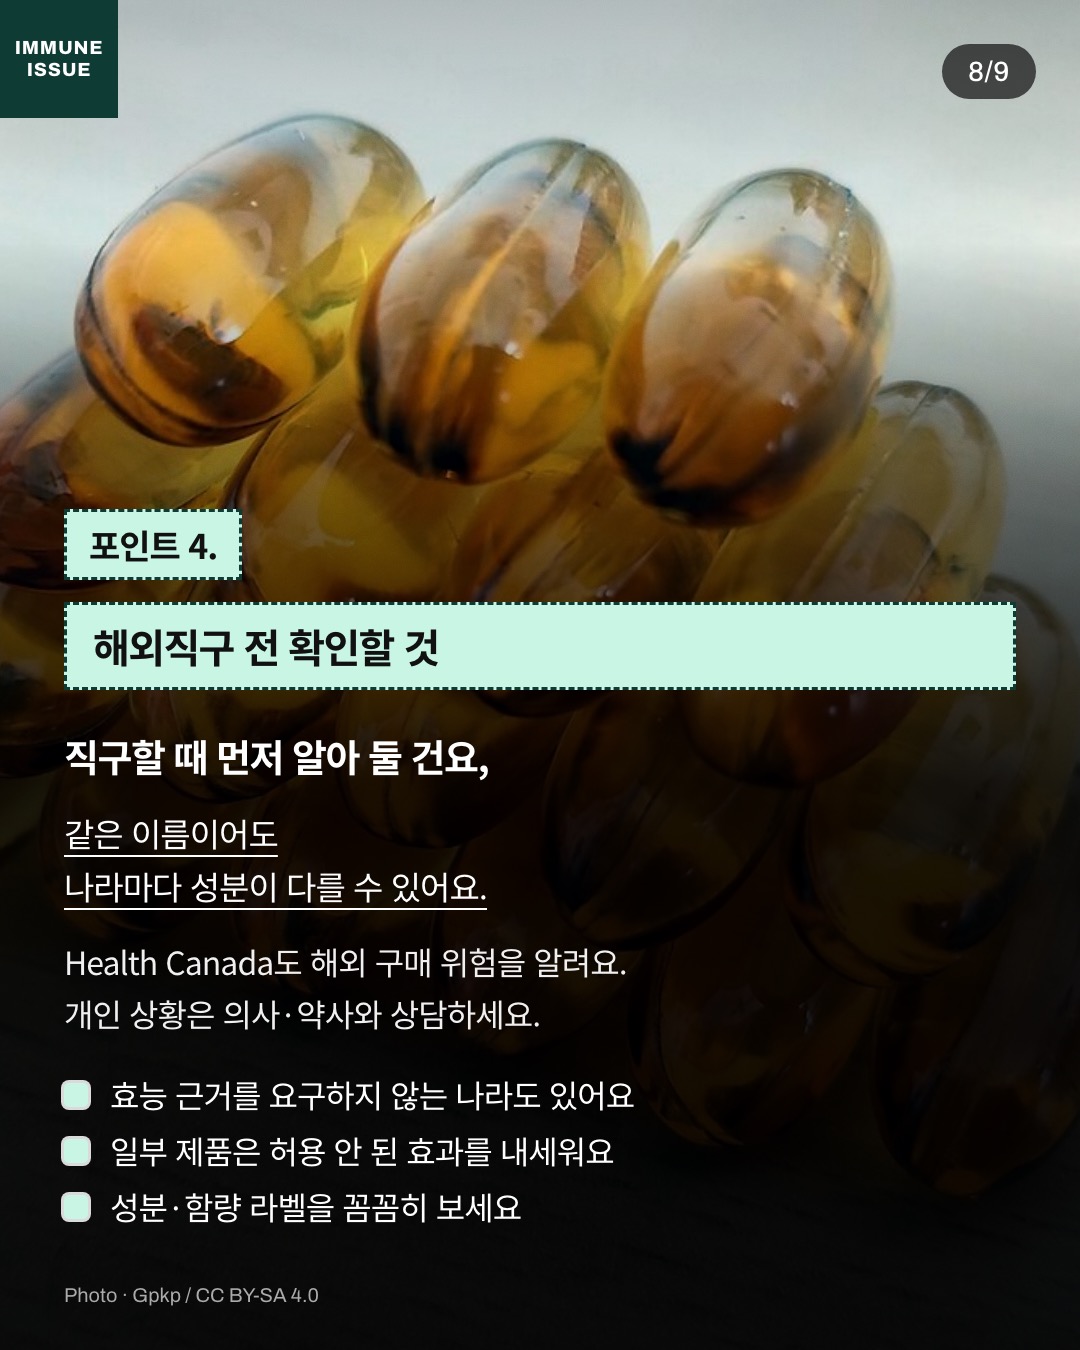 IMMUNE
ISSUE
8/9
포인트 4.
해외직구 전 확인할 것
직구할 때 먼저 알아 둘 건요,
같은 이름이어도
나라마다 성분이 다를 수 있어요.
Health Canada도 해외 구매 위험을 알려요.
개인 상황은 의사·약사와 상담하세요.
효능 근거를 요구하지 않는 나라도 있어요
일부 제품은 허용 안 된 효과를 내세워요
성분·함량 라벨을 꼼꼼히 보세요
Photo · Gpkp / CC BY-SA 4.0